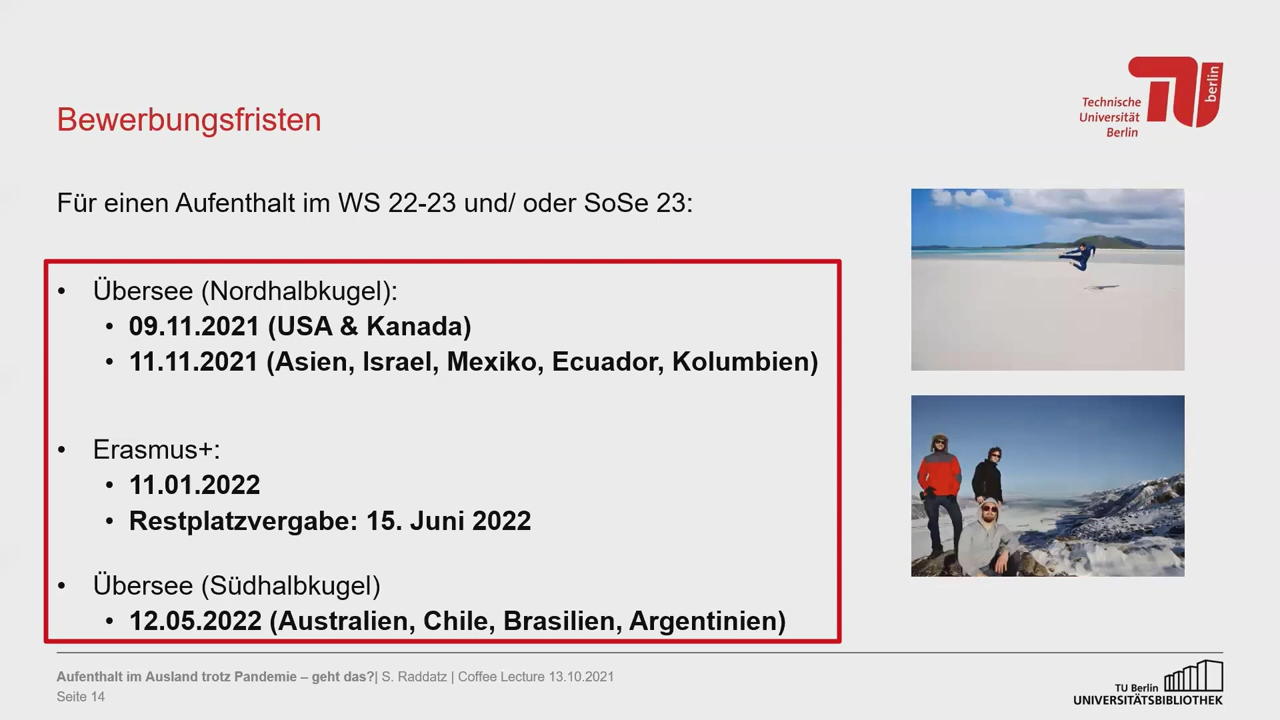 berlin
Technische
Universität
Berlin
Bewerbungsfristen
Für einen Aufenthalt im WS 22-23 und/ oder SoSe 23:
• Übersee (Nordhalbkugel):
• 09.11.2021 (USA & Kanada)
• 11.11.2021 (Asien, Israel, Mexiko, Ecuador, Kolumbien)
• Erasmus+:
• 11.01.2022
• Restplatzvergabe: 15. Juni 2022
• Übersee (Südhalbkugel)
• 12.05.2022 (Australien, Chile, Brasilien, Argentinien)
Aufenthalt im Ausland trotz Pandemie – geht das?| S. Raddatz | Coffee Lecture 13.10.2021
Seite 14
TU Berlin
UNIVERSITÄTSBIBLIOTHEK